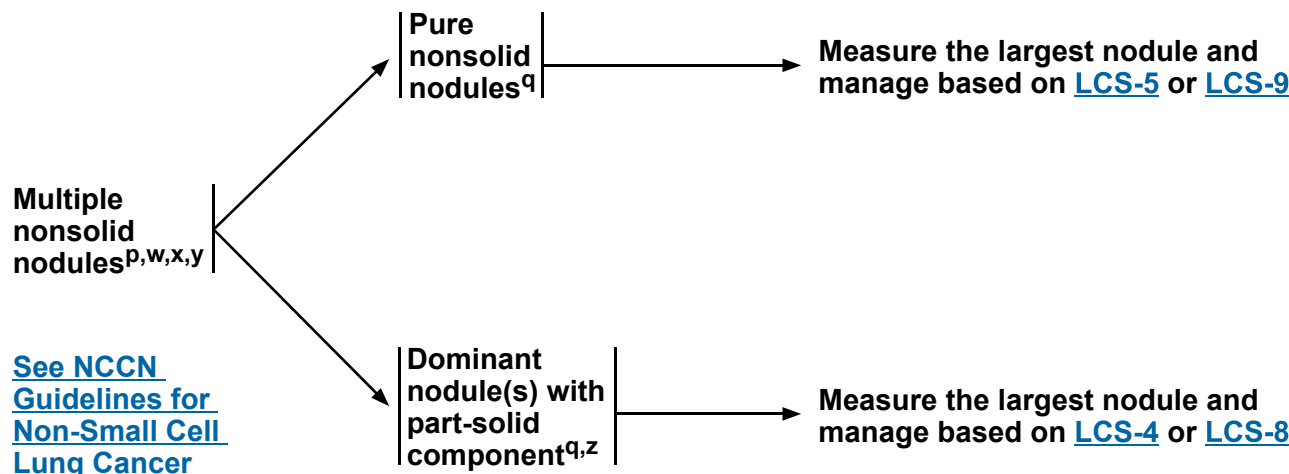 Pure
nonsolid
nodulesq
Measure the largest nodule and
manage based on LCS-5 or LCS-9
Multiple
nonsolid
nodulesp,w,x,y
See NCCN
Guidelines for
Non-Small Cell
Lung Cancer
Dominant
nodule(s) with
part-solid
componentq,z
Measure the largest nodule and
manage based on LCS-4 or LCS-8